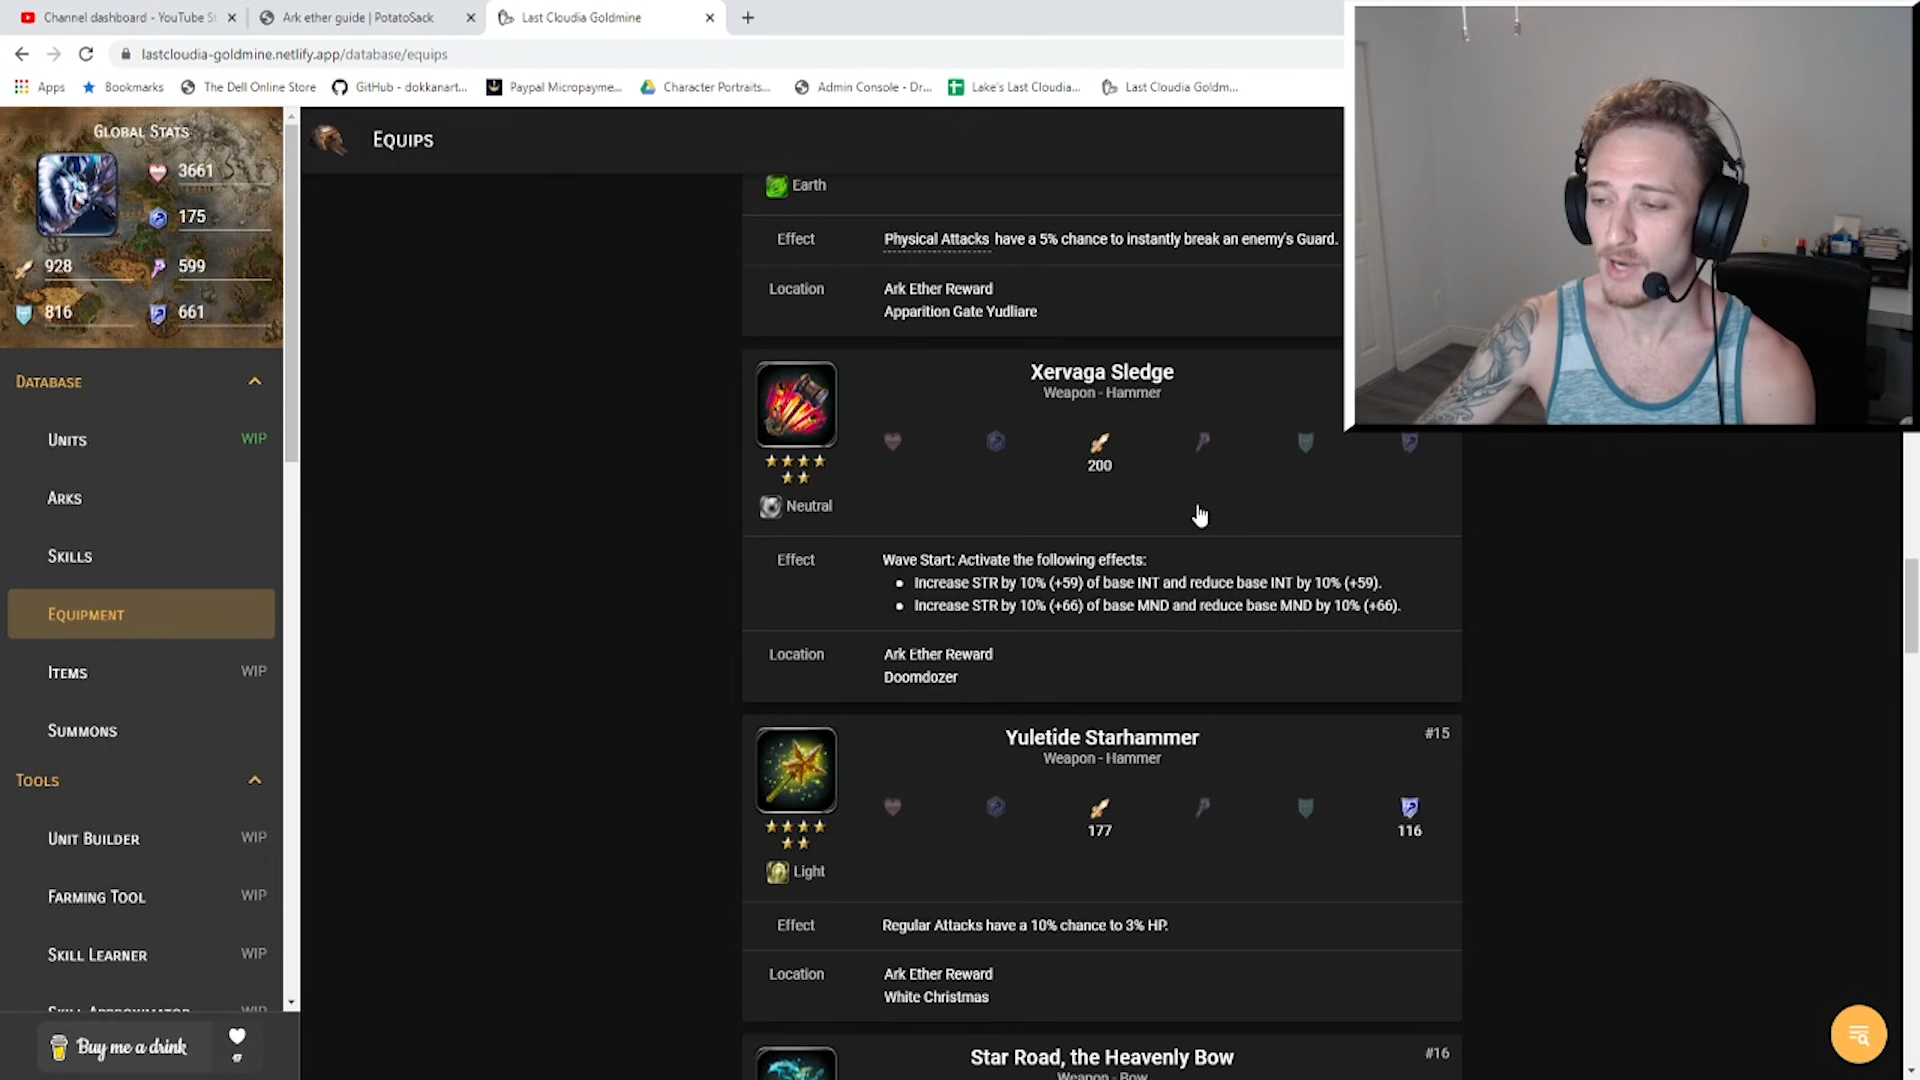 Channel dashboard - YouTube St
Ark ether guide | PotatoSack
Last Cloudia Goldmine
lastcloudia-goldmine.netlify.app/database/equips
Apps
Bookmarks
The Dell Online Store
GitHub - dokkanart...
Paypal Micropayme...
Character Portraits...
Admin Console - Dr...
Lake's Last Cloudia...
Last Cloudia Goldm...
Global Stats
3661
175
928
599
816
661
Database
Units WIP
Arks
Skills
Equipment
Items WIP
Summons
Tools
Unit Builder WIP
Farming Tool WIP
Skill Learner WIP
Skill Approximator WIP
Buy me a drink
Equips
Earth
Effect Physical Attacks have a 5% chance to instantly break an enemy's Guard.
Location Ark Ether Reward
Apparition Gate Yudliare
Xervaga Sledge
Weapon - Hammer
200
Neutral
Effect Wave Start: Activate the following effects:
• Increase STR by 10% (+59) of base INT and reduce base INT by 10% (+59).
• Increase STR by 10% (+66) of base MND and reduce base MND by 10% (+66).
Location Ark Ether Reward
Doomdozer
Yuletide Starhammer #15
Weapon - Hammer
177 116
Light
Effect Regular Attacks have a 10% chance to 3% HP.
Location Ark Ether Reward
White Christmas
Star Road, the Heavenly Bow #16
Weapon - Bow